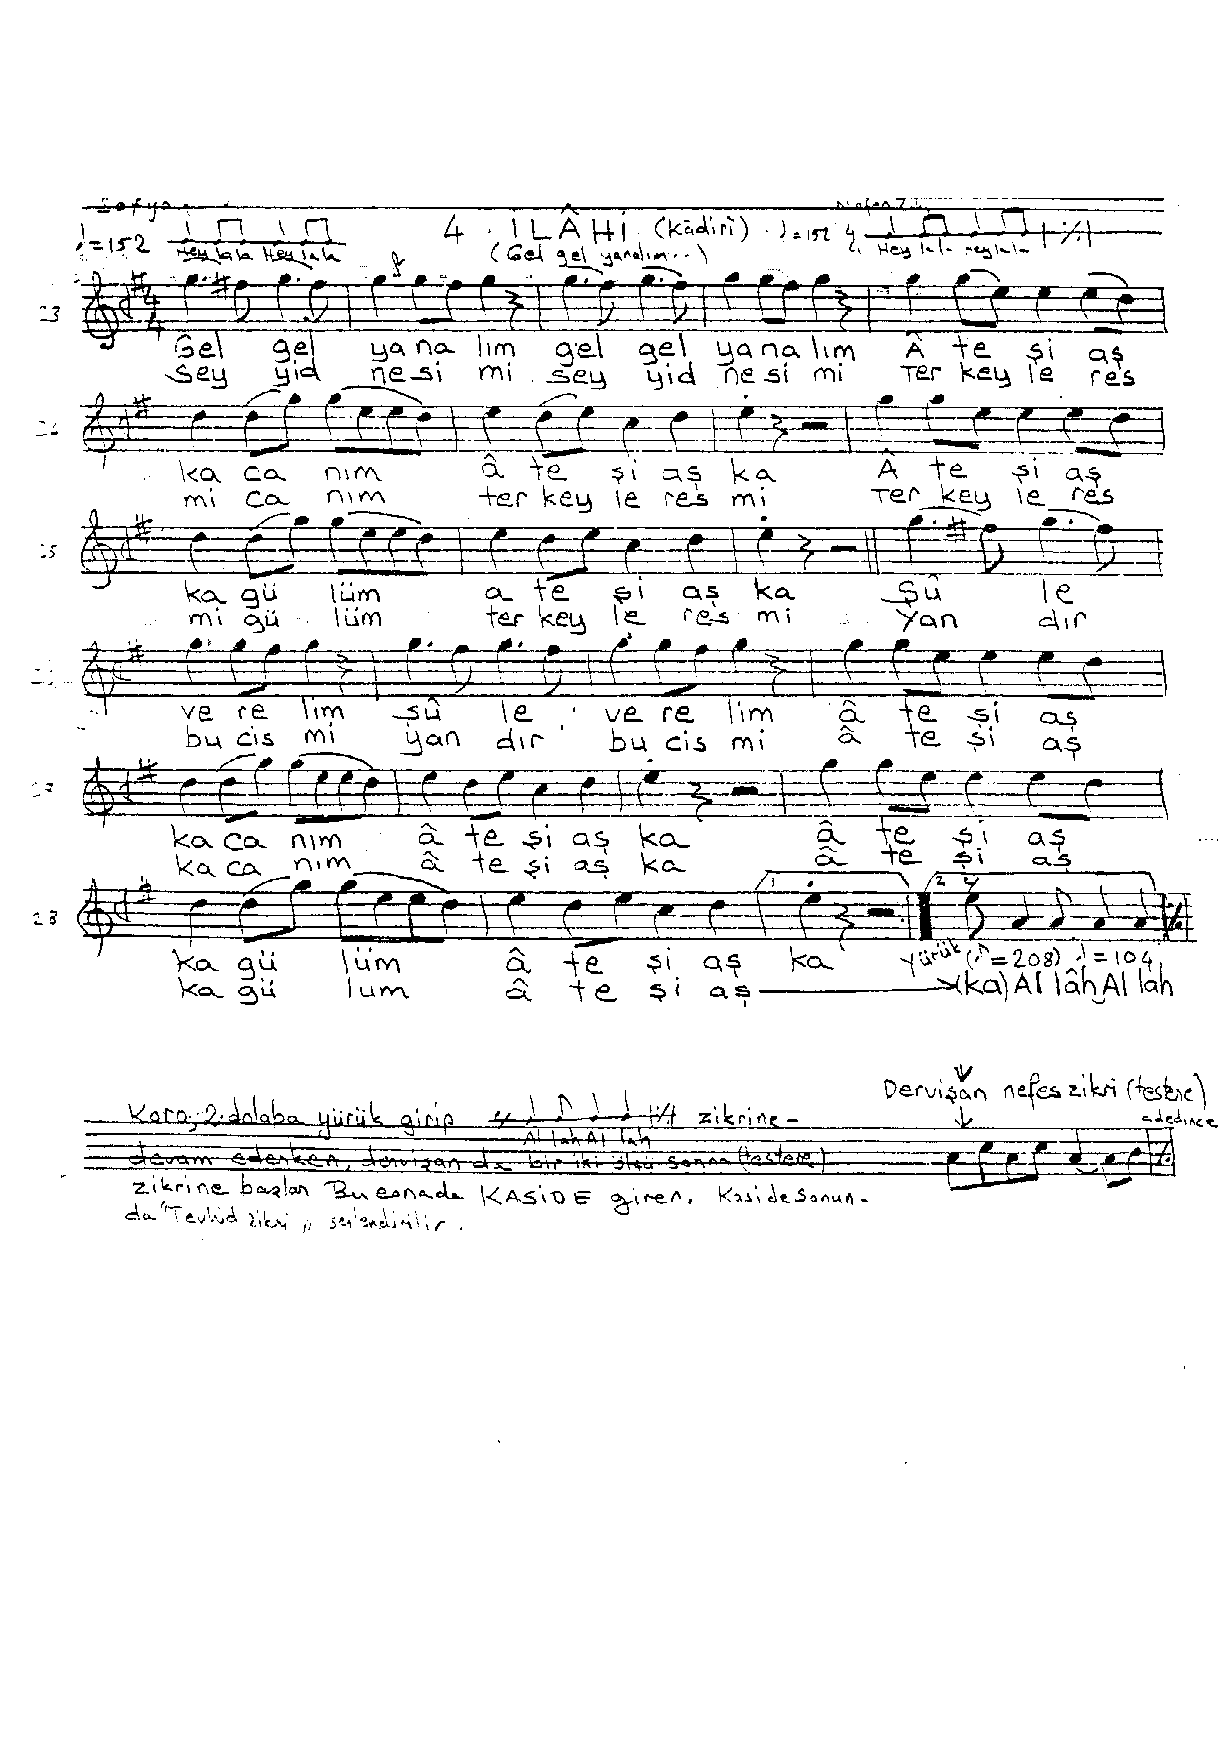 Sofyan
♩=152
Hey lala Hey lala
4. İLÂHİ (Kâdirî) ♩=152
Hey lala heylala
(Gel gel yanalım..)
23
Gel gel ya na lım gel gel ya na lım Â te şi aş
Sey yid ne si mi sey yid ne si mi Ter key le res
24
ka ca nım â te şi aş ka Â te şi aş
mi ca nım ter key le res mi Ter key le res
25
ka gü lüm a te şi aş ka Şû le
mi gü lüm ter key le res mi Yan dır
ve re lim şû le ve re lim â te şi aş
bu cis mi yan dır bu cis mi â te şi aş
27
ka ca nım â te şi aş ka â te şi aş
ka ca nım â te şi aş ka â te şi aş
28
1 2
ka gü lüm â te şi aş ka Yürük (♪=208) ♩=104
ka gü lum â te şi aş (ka) Al lâh Al lah
Dervişân nefes zikri (testere)
Koro, 2. dolaba yürük girip zikrine-
Al lah Al lah
devam ederken, dervişan da bir iki ölçü sonra (testere)
zikrine başlar Bu esnada KASİDE girer. Kaside sonun-
da "Tevhid zikri" seslendirilir.